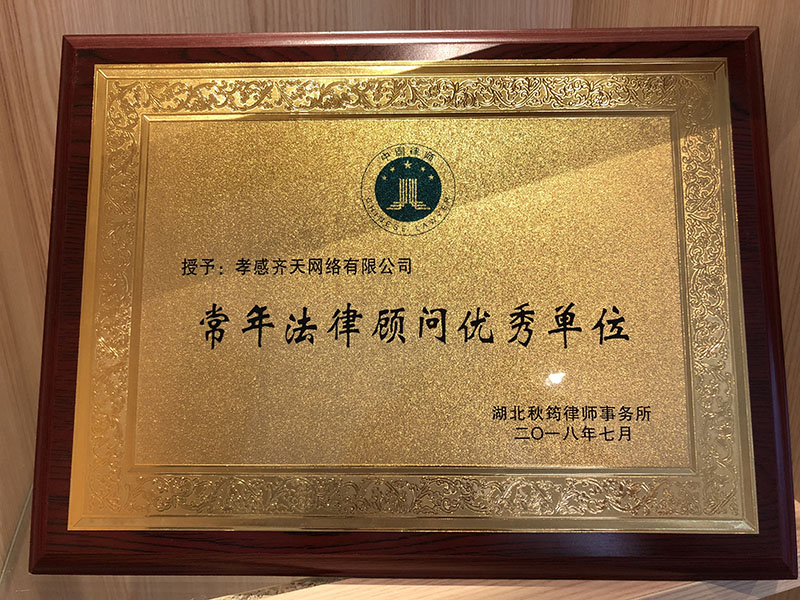 中国律师
CHINESE LAWYER
授予：孝感齐天网络有限公司
常年法律顾问优秀单位
湖北秋筠律师事务所
二〇一八年七月